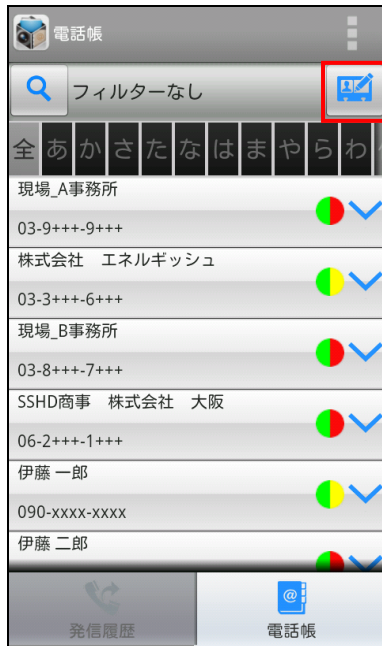 電話帳
フィルターなし
全 あ か さ た な は ま や ら わ
現場_A事務所
03-9+++-9+++
株式会社　エネルギッシュ
03-3+++-6+++
現場_B事務所
03-8+++-7+++
SSHD商事　株式会社　大阪
06-2+++-1+++
伊藤 一郎
090-xxxx-xxxx
伊藤 二郎
発信履歴
電話帳